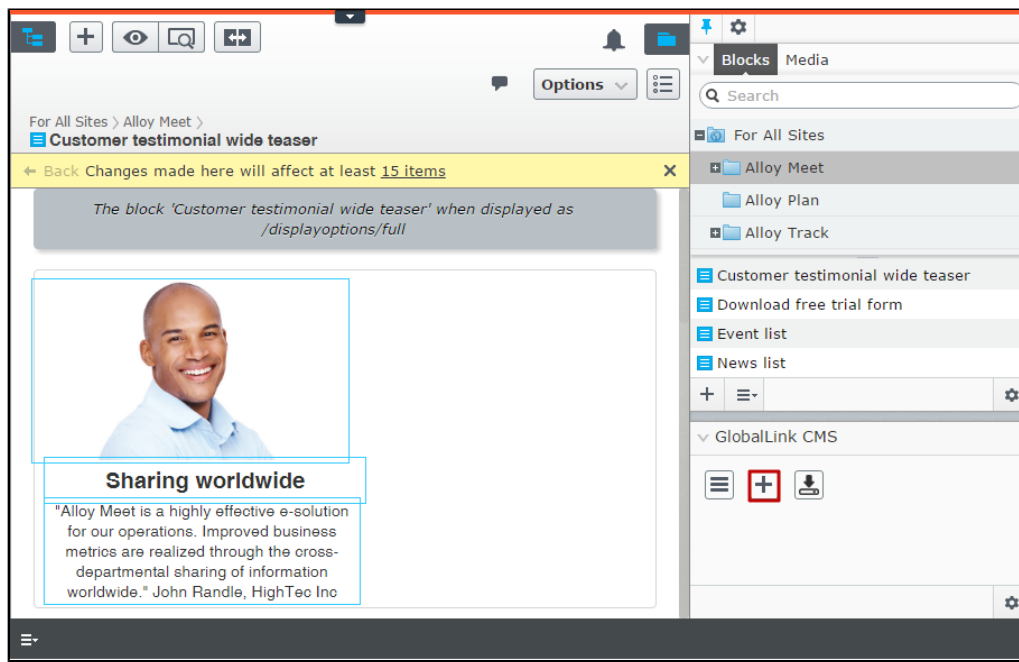 Options
For All Sites 〉Alloy Meet 〉
Customer testimonial wide teaser
← Back Changes made here will affect at least 15 items
The block 'Customer testimonial wide teaser' when displayed as
/displayoptions/full
Sharing worldwide
"Alloy Meet is a highly effective e-solution
for our operations. Improved business
metrics are realized through the cross-
departmental sharing of information
worldwide." John Randle, HighTec Inc
Blocks Media
Search
For All Sites
Alloy Meet
Alloy Plan
Alloy Track
Customer testimonial wide teaser
Download free trial form
Event list
News list
GlobalLink CMS